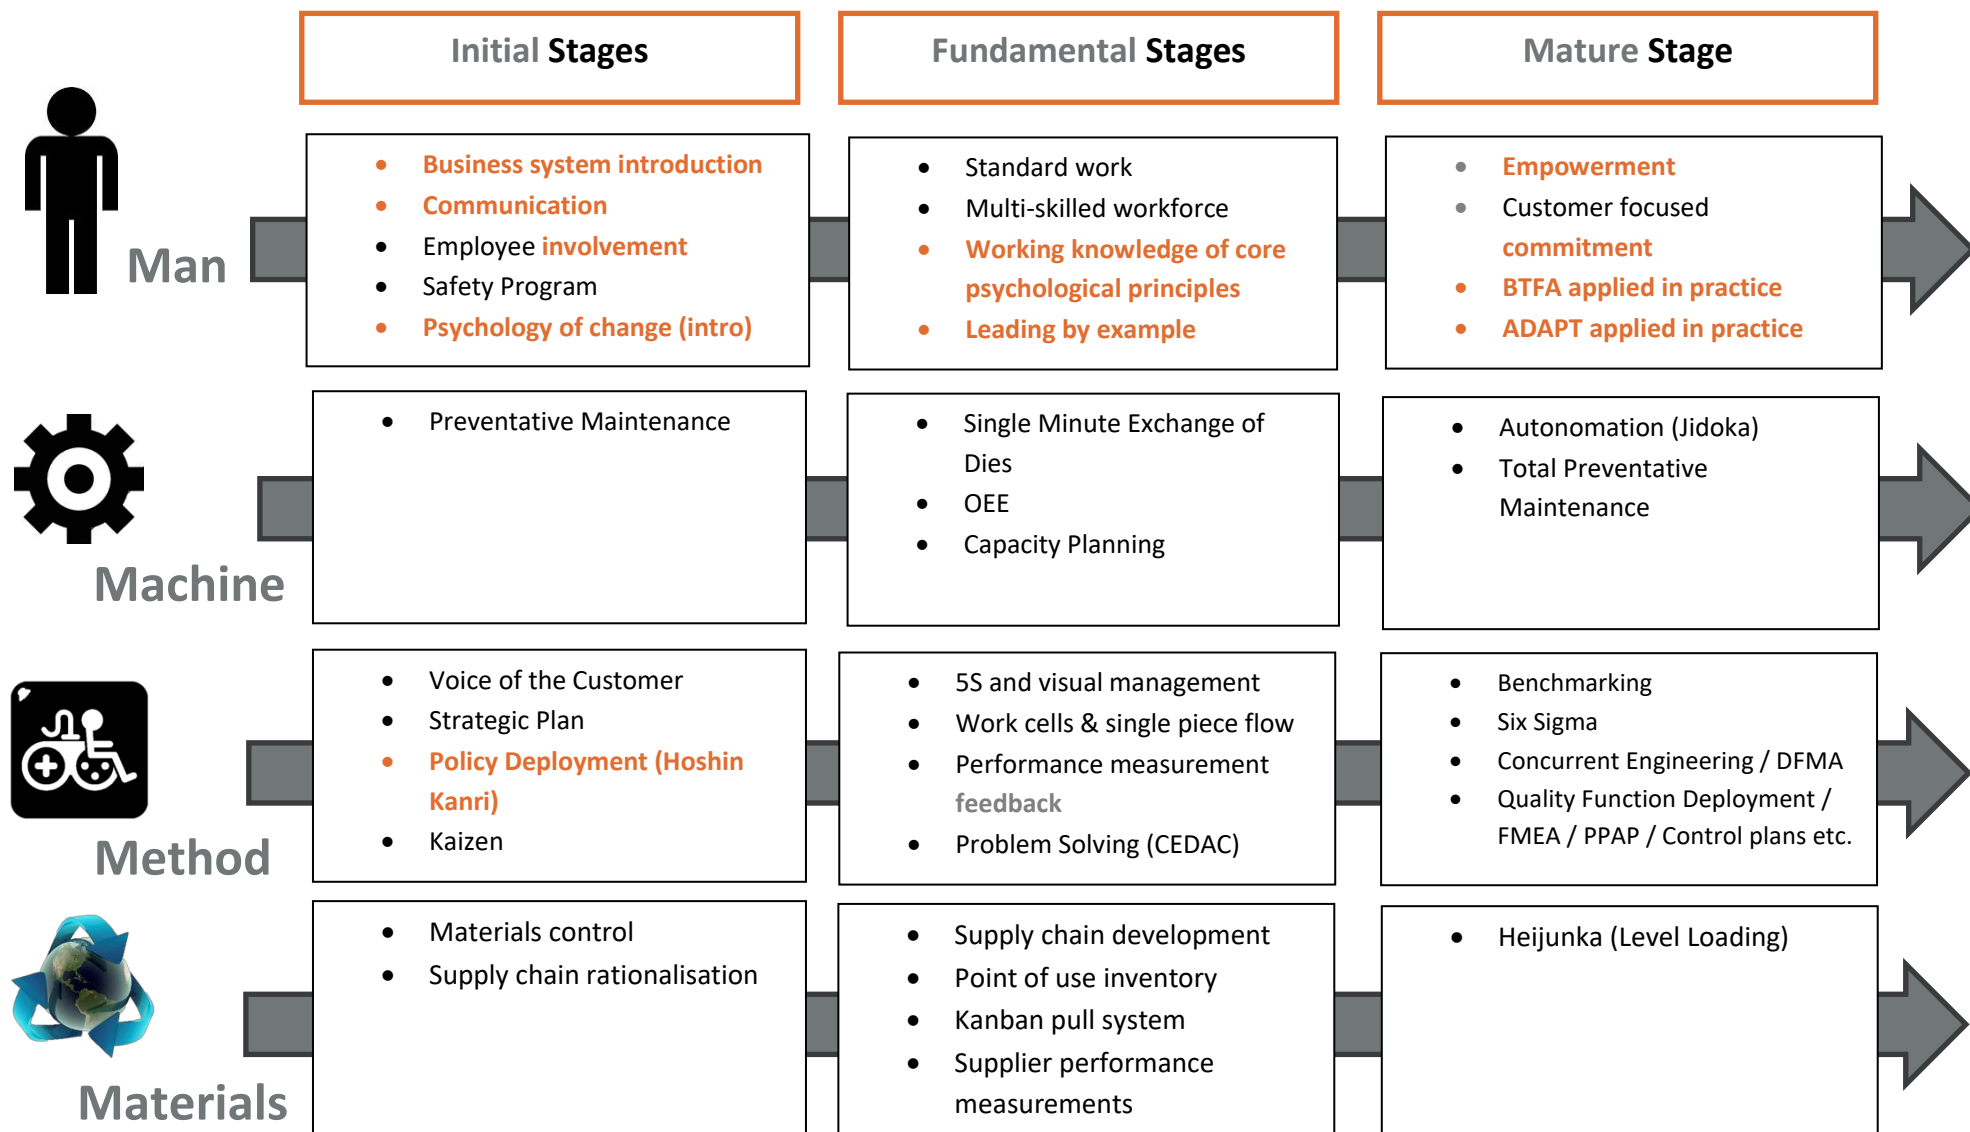 Initial Stages
Fundamental Stages
Mature Stage
Man
• Business system introduction
• Communication
• Employee involvement
• Safety Program
• Psychology of change (intro)
• Standard work
• Multi-skilled workforce
• Working knowledge of core
psychological principles
• Leading by example
• Empowerment
• Customer focused
commitment
• BTFA applied in practice
• ADAPT applied in practice
Machine
• Preventative Maintenance
• Single Minute Exchange of
Dies
• OEE
• Capacity Planning
• Autonomation (Jidoka)
• Total Preventative
Maintenance
Method
• Voice of the Customer
• Strategic Plan
• Policy Deployment (Hoshin
Kanri)
• Kaizen
• 5S and visual management
• Work cells & single piece flow
• Performance measurement
feedback
• Problem Solving (CEDAC)
• Benchmarking
• Six Sigma
• Concurrent Engineering / DFMA
• Quality Function Deployment /
FMEA / PPAP / Control plans etc.
Materials
• Materials control
• Supply chain rationalisation
• Supply chain development
• Point of use inventory
• Kanban pull system
• Supplier performance
measurements
• Heijunka (Level Loading)